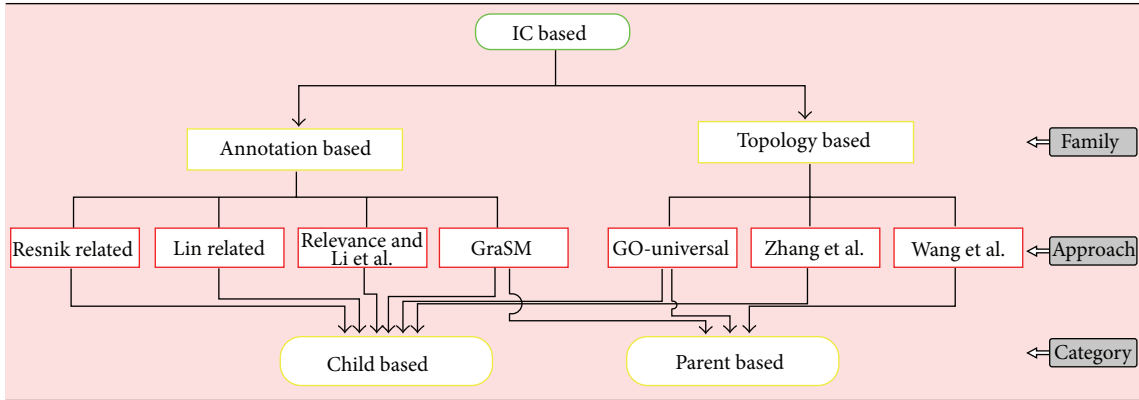 IC based
Annotation based
Topology based
Family
Resnik related
Lin related
Relevance and
Li et al.
GraSM
GO-universal
Zhang et al.
Wang et al.
Approach
Child based
Parent based
Category